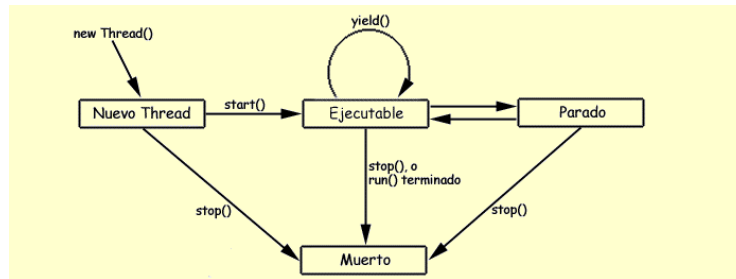 yield()
new Thread()
Nuevo Thread
start()
Ejecutable
Parado
stop(), o
run() terminado
stop()
stop()
Muerto